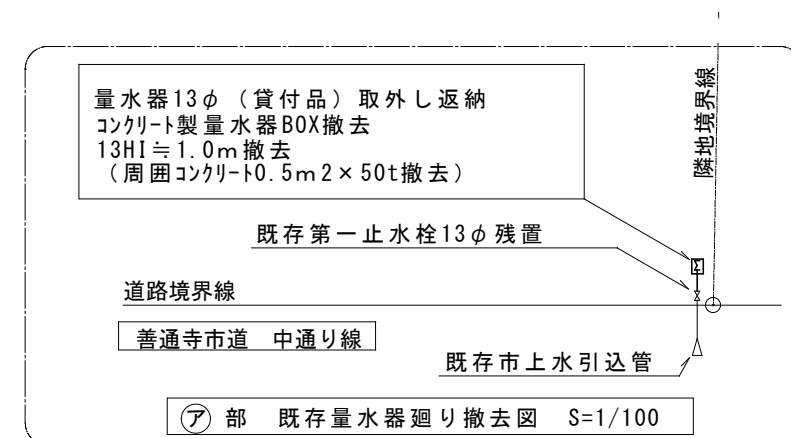 量水器13φ（貸付品）取外し返納
コンクリート製量水器BOX撤去
13HI≒1.0m撤去
（周囲コンクリート0.5m2×50t撤去）
隣地境界線
既存第一止水栓13φ残置
M
道路境界線
善通寺市道　中通り線
既存市上水引込管
ア 部　既存量水器廻り撤去図　S=1/100